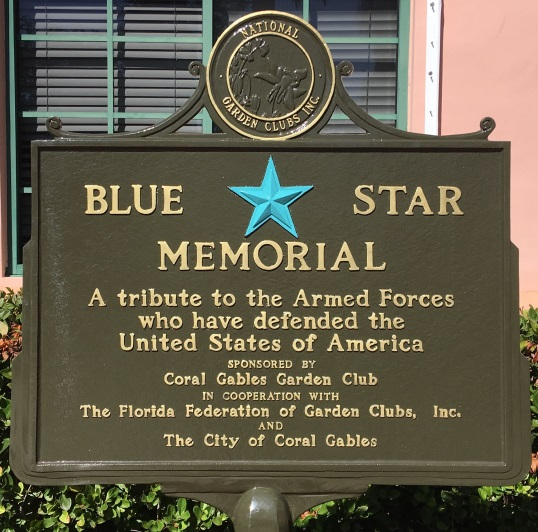 NATIONAL
GARDEN CLUBS INC.
BLUE STAR
MEMORIAL
A tribute to the Armed Forces
who have defended the
United States of America
SPONSORED BY
Coral Gables Garden Club
IN COOPERATION WITH
The Florida Federation of Garden Clubs, Inc.
AND
The City of Coral Gables